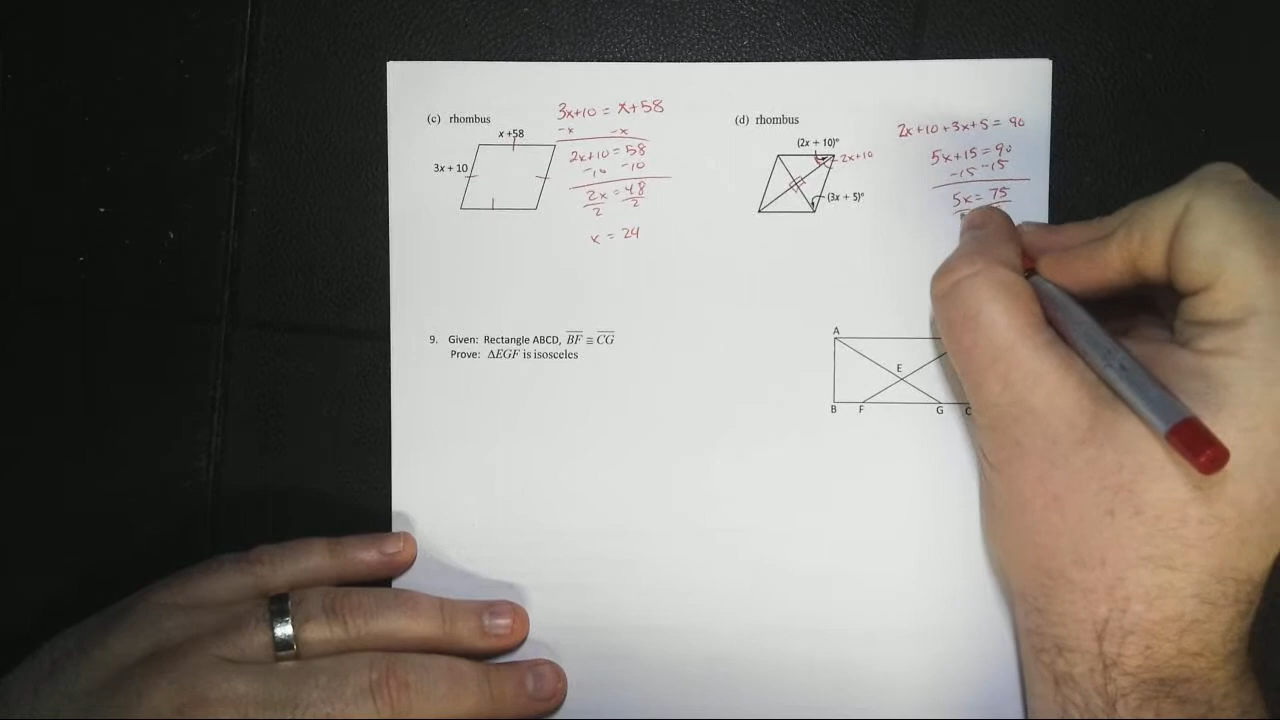 (c) rhombus
x +58
3x + 10
3x+10 = x+58
-x -x
2x+10 = 58
-10 -10
2x = 48
2 2
x = 24
(d) rhombus
(2x + 10)°
2x+10
(3x + 5)°
2x+10+3x+5 = 90
5x+15 = 90
-15 -15
5x = 75
9. Given: Rectangle ABCD, BF ≅ CG
Prove: ΔEGF is isosceles
A
E
B F G C